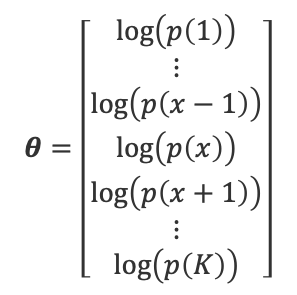 log(p(1))
⋮
log(p(x − 1))
θ = log(p(x))
log(p(x + 1))
⋮
log(p(K))